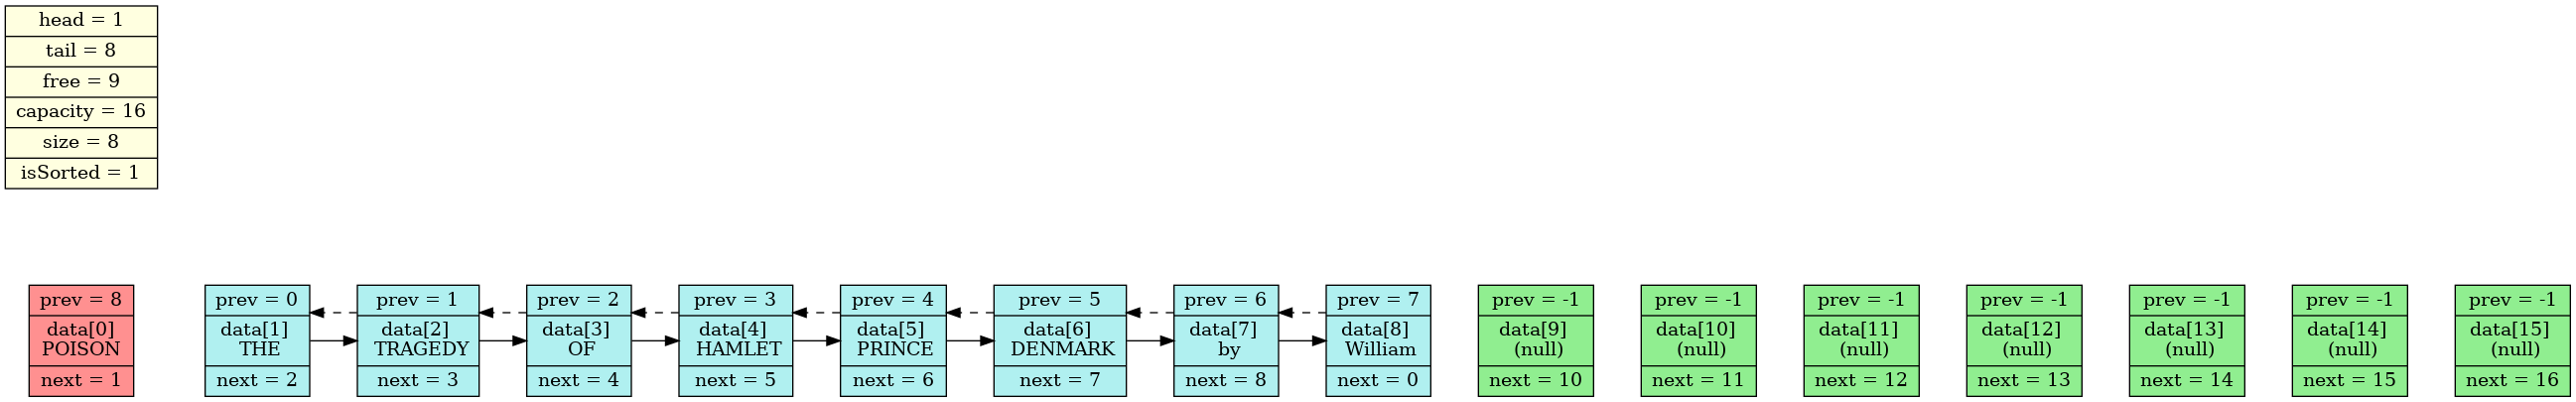 head = 1
tail = 8
free = 9
capacity = 16
size = 8
isSorted = 1
prev = 8
data[0]
POISON
next = 1
prev = 0
data[1]
THE
next = 2
prev = 1
data[2]
TRAGEDY
next = 3
prev = 2
data[3]
OF
next = 4
prev = 3
data[4]
HAMLET
next = 5
prev = 4
data[5]
PRINCE
next = 6
prev = 5
data[6]
DENMARK
next = 7
prev = 6
data[7]
by
next = 8
prev = 7
data[8]
William
next = 0
prev = -1
data[9]
(null)
next = 10
prev = -1
data[10]
(null)
next = 11
prev = -1
data[11]
(null)
next = 12
prev = -1
data[12]
(null)
next = 13
prev = -1
data[13]
(null)
next = 14
prev = -1
data[14]
(null)
next = 15
prev = -1
data[15]
(null)
next = 16